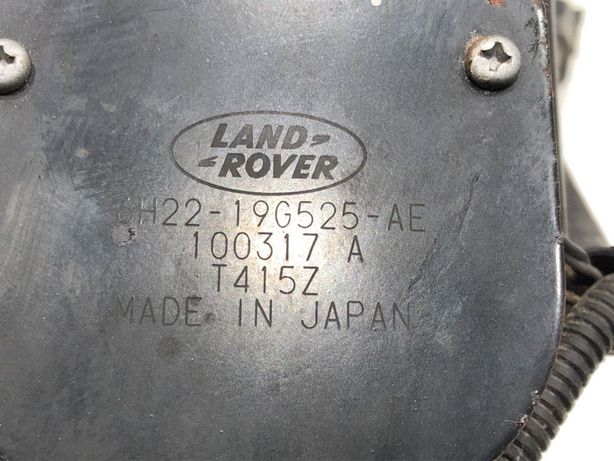 LAND
ROVER
6H22-19G525-AE
100317 A
T415Z
MADE IN JAPAN